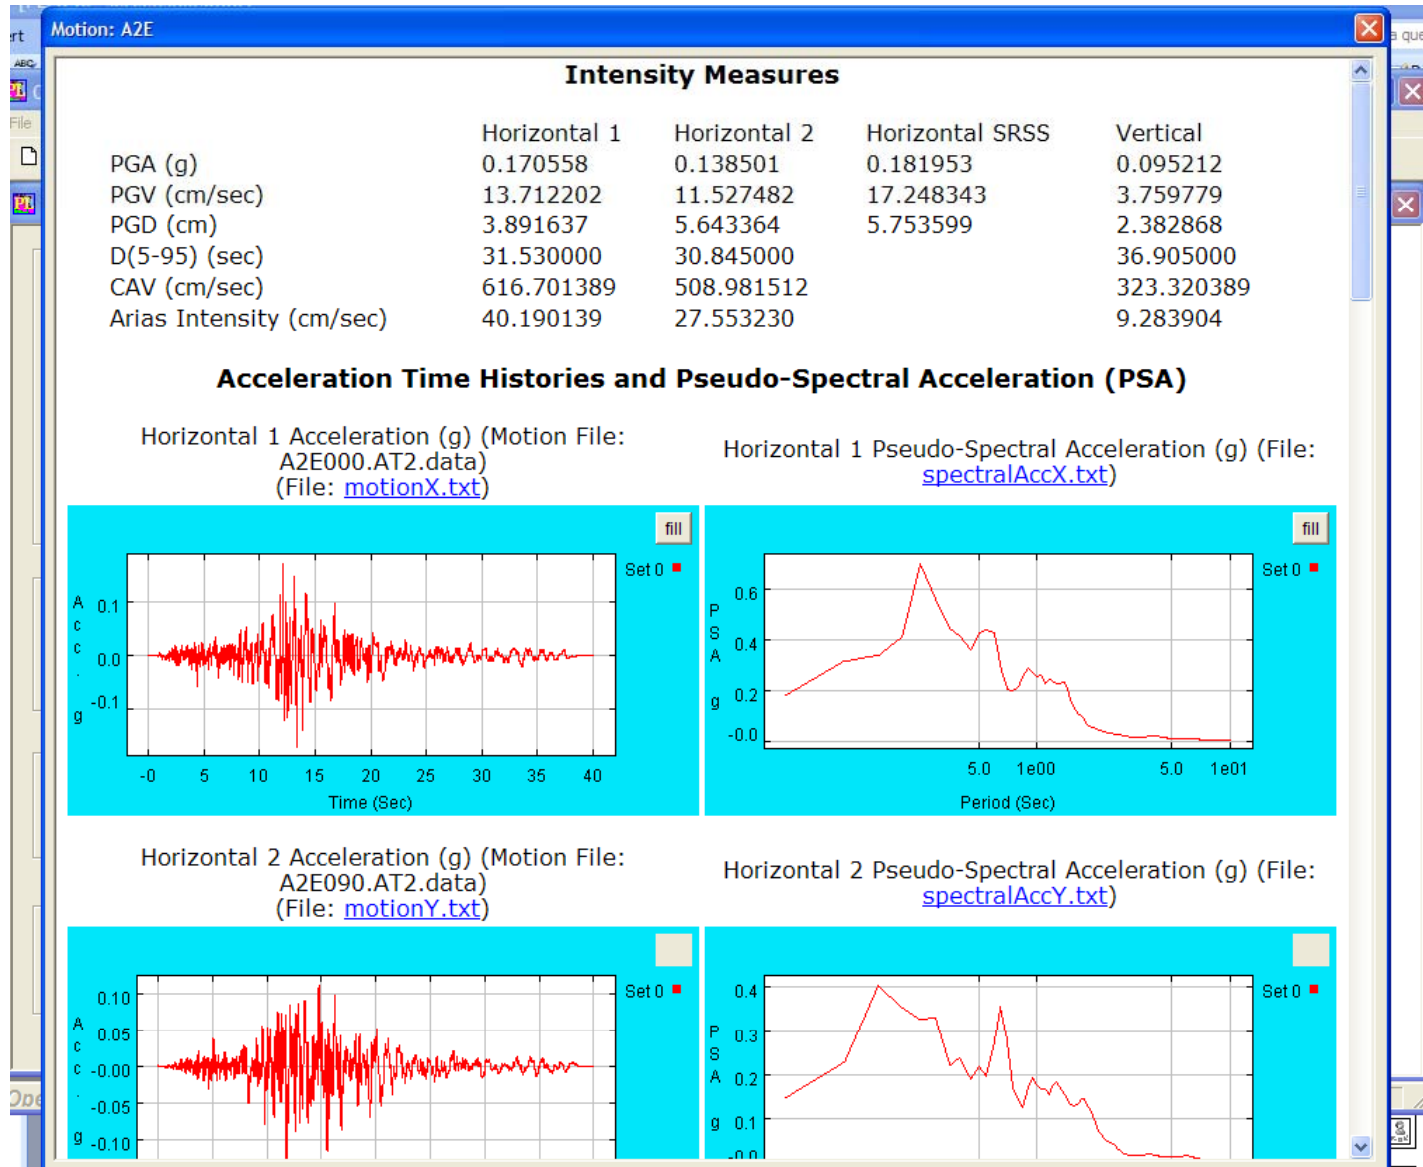 Motion: A2E
Intensity Measures
Horizontal 1 Horizontal 2 Horizontal SRSS Vertical
PGA (g) 0.170558 0.138501 0.181953 0.095212
PGV (cm/sec) 13.712202 11.527482 17.248343 3.759779
PGD (cm) 3.891637 5.643364 5.753599 2.382868
D(5-95) (sec) 31.530000 30.845000 36.905000
CAV (cm/sec) 616.701389 508.981512 323.320389
Arias Intensity (cm/sec) 40.190139 27.553230 9.283904
Acceleration Time Histories and Pseudo-Spectral Acceleration (PSA)
Horizontal 1 Acceleration (g) (Motion File:
A2E000.AT2.data)
(File: motionX.txt)
Horizontal 1 Pseudo-Spectral Acceleration (g) (File:
spectralAccX.txt)
fill
Set 0
Acc. g
0.1
0.0
-0.1
-0 5 10 15 20 25 30 35 40
Time (Sec)
fill
Set 0
PSA g
0.6
0.4
0.2
-0.0
5.0 1e00 5.0 1e01
Period (Sec)
Horizontal 2 Acceleration (g) (Motion File:
A2E090.AT2.data)
(File: motionY.txt)
Horizontal 2 Pseudo-Spectral Acceleration (g) (File:
spectralAccY.txt)
Set 0
Acc. g
0.10
0.05
-0.00
-0.05
-0.10
Set 0
PSA g
0.4
0.3
0.2
0.1
-0.0
File
ABC